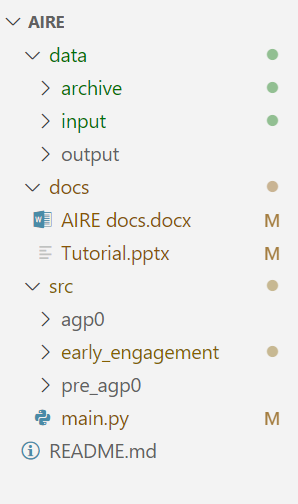 AIRE
data
archive
input
output
docs
AIRE docs.docx M
Tutorial.pptx M
src
agp0
early_engagement
pre_agp0
main.py M
README.md